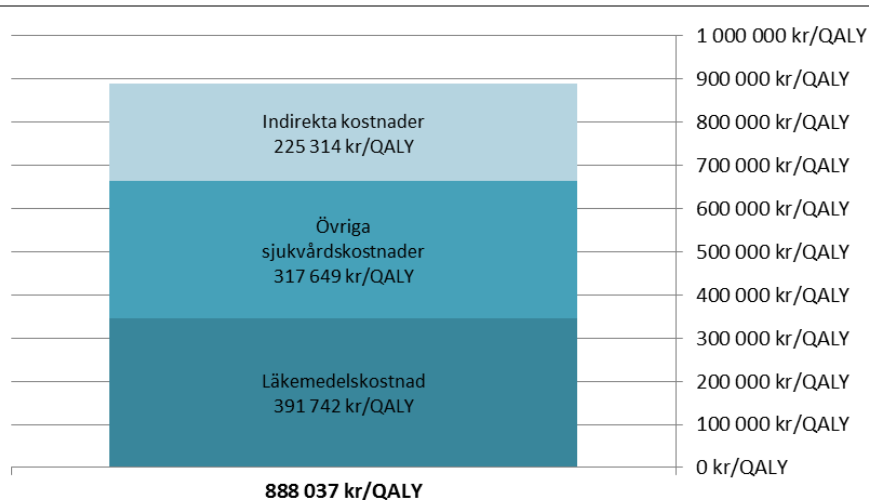 1 000 000 kr/QALY
900 000 kr/QALY
800 000 kr/QALY
700 000 kr/QALY
600 000 kr/QALY
500 000 kr/QALY
400 000 kr/QALY
300 000 kr/QALY
200 000 kr/QALY
100 000 kr/QALY
0 kr/QALY
Indirekta kostnader
225 314 kr/QALY
Övriga
sjukvårdskostnader
317 649 kr/QALY
Läkemedelskostnad
391 742 kr/QALY
888 037 kr/QALY